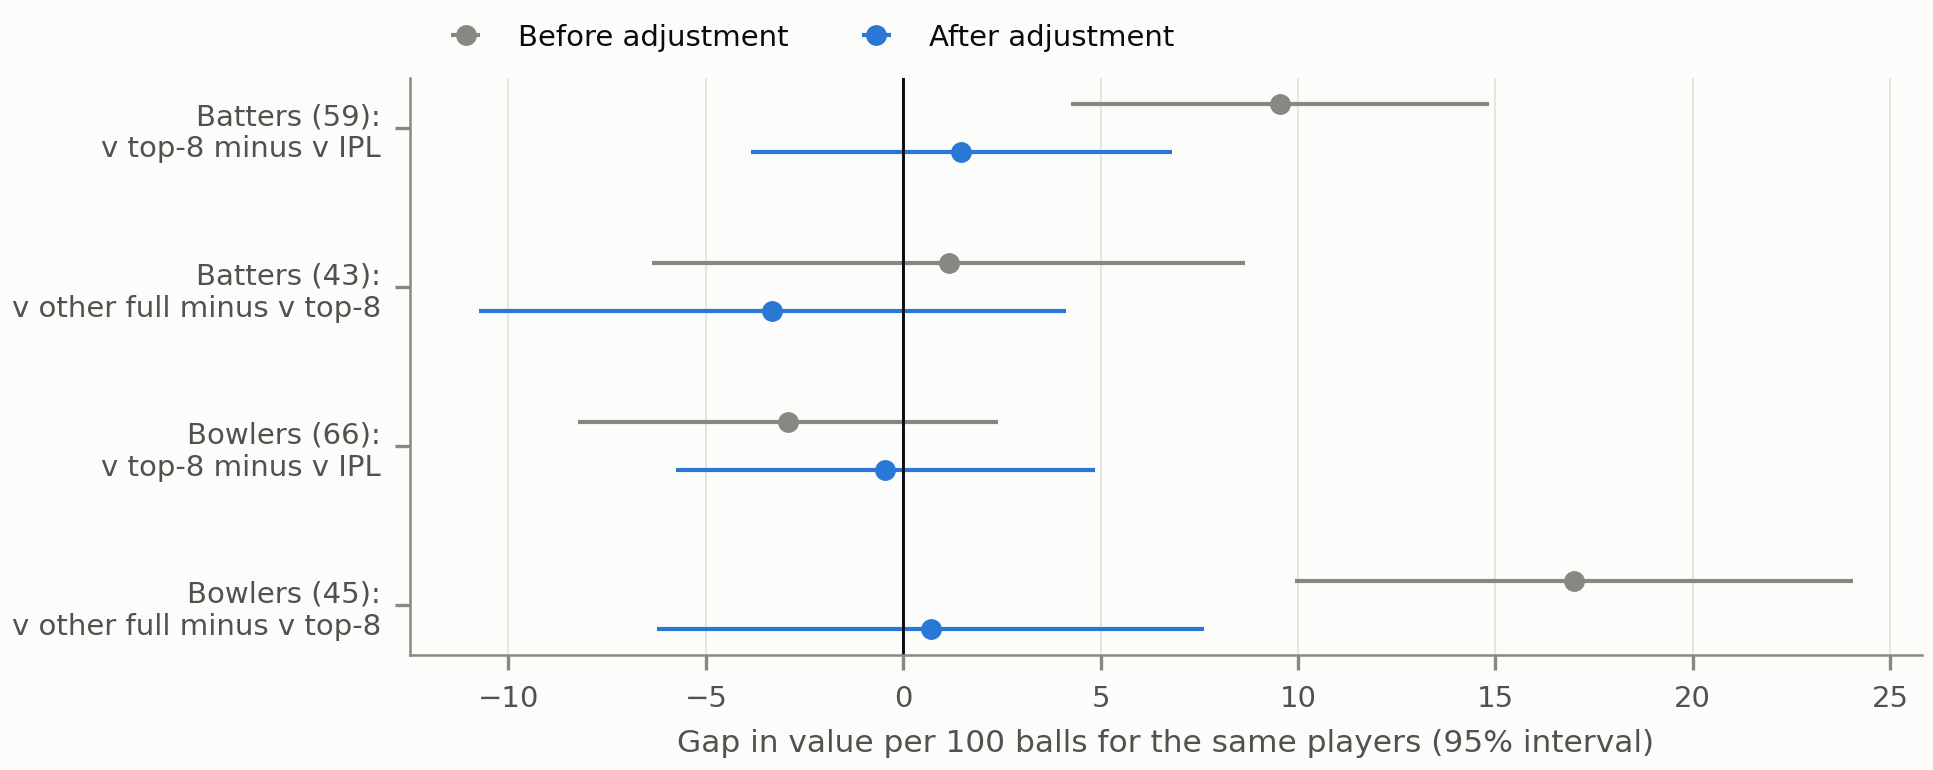 Before adjustment
After adjustment
Batters (59):
v top-8 minus v IPL
Batters (43):
v other full minus v top-8
Bowlers (66):
v top-8 minus v IPL
Bowlers (45):
v other full minus v top-8
−10 −5 0 5 10 15 20 25
Gap in value per 100 balls for the same players (95% interval)